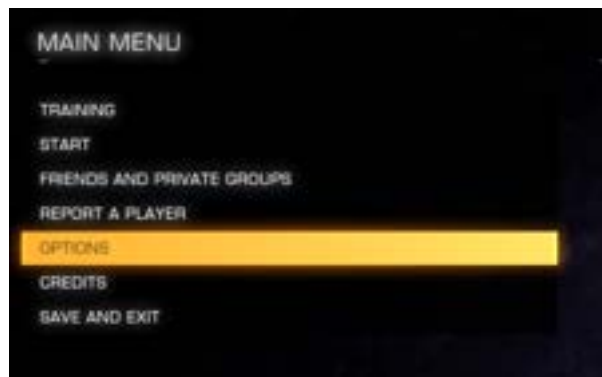 MAIN MENU
TRAINING
START
FRIENDS AND PRIVATE GROUPS
REPORT A PLAYER
OPTIONS
CREDITS
SAVE AND EXIT